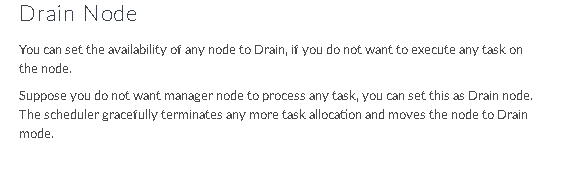 Drain Node
You can set the availability of any node to Drain, if you do not want to execute any task on
the node.
Suppose you do not want manager node to process any task, you can set this as Drain node.
The scheduler gracefully terminates any more task allocation and moves the node to Drain
mode.